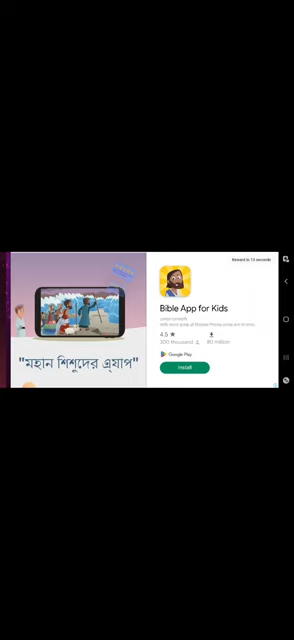 Reward in 13 seconds
"মহান শিশুদের এ্যাপ"
Bible App for Kids
4.5 ★
300 thousand
80 million
Google Play
Install